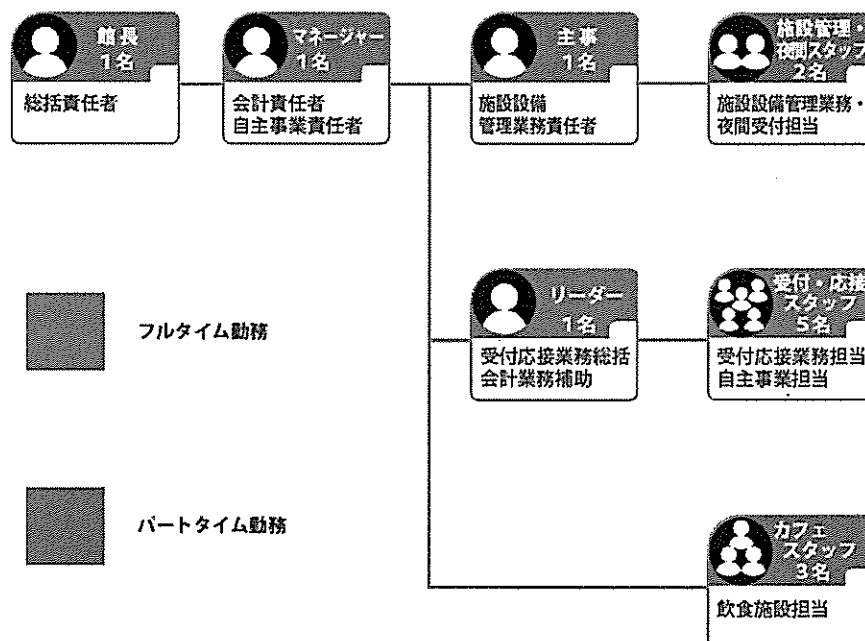 館長
1名
総括責任者
マネージャー
1名
会計責任者
自主事業責任者
主事
1名
施設設備
管理業務責任者
施設管理・
夜間スタッフ
2名
施設設備管理業務・
夜間受付担当
フルタイム勤務
リーダー
1名
受付応接業務総括
会計業務補助
受付・応接
スタッフ
5名
受付応接業務担当
自主事業担当
パートタイム勤務
カフェ
スタッフ
3名
飲食施設担当